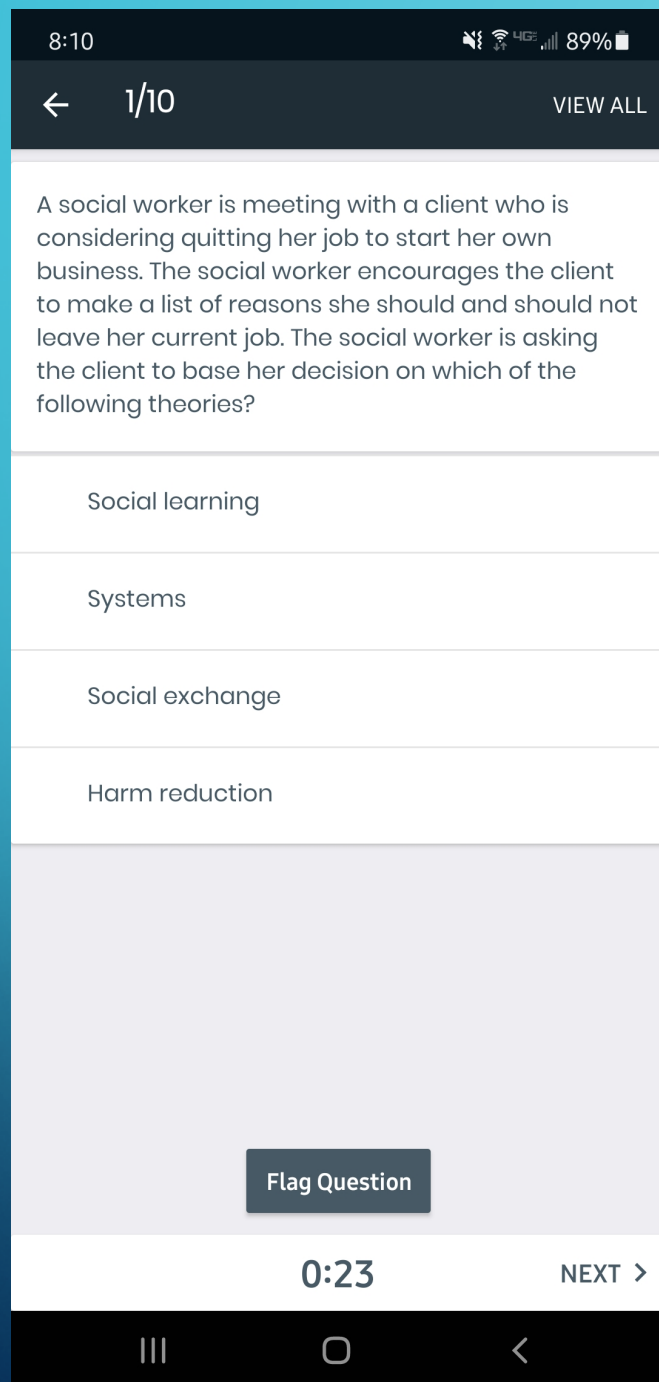 8:10 4G 89%
1/10 VIEW ALL
A social worker is meeting with a client who is
considering quitting her job to start her own
business. The social worker encourages the client
to make a list of reasons she should and should not
leave her current job. The social worker is asking
the client to base her decision on which of the
following theories?
Social learning
Systems
Social exchange
Harm reduction
Flag Question
0:23 NEXT